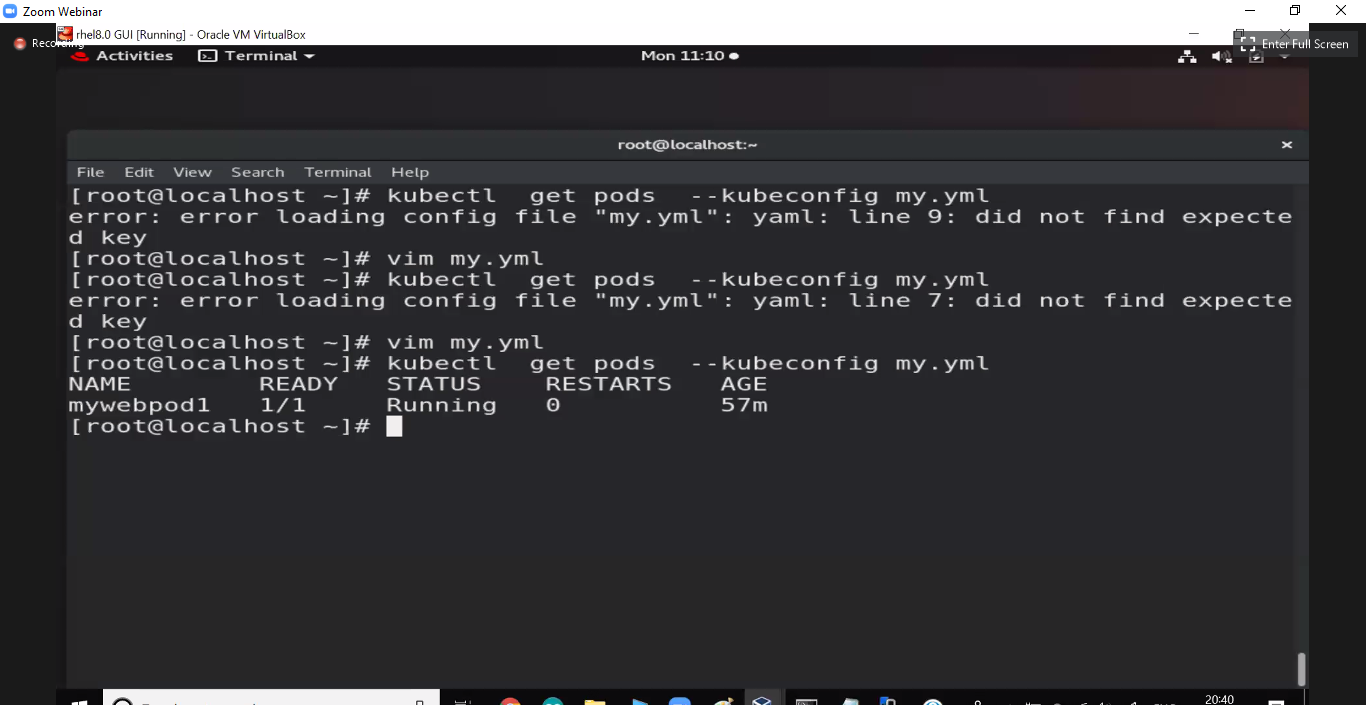 Zoom Webinar
rhel8.0 GUI [Running] - Oracle VM VirtualBox
Recording
Enter Full Screen
Activities Terminal Mon 11:10
root@localhost:~
File Edit View Search Terminal Help
[root@localhost ~]# kubectl  get pods  --kubeconfig my.yml
error: error loading config file "my.yml": yaml: line 9: did not find expecte
d key
[root@localhost ~]# vim my.yml
[root@localhost ~]# kubectl  get pods  --kubeconfig my.yml
error: error loading config file "my.yml": yaml: line 7: did not find expecte
d key
[root@localhost ~]# vim my.yml
[root@localhost ~]# kubectl  get pods  --kubeconfig my.yml
NAME        READY   STATUS    RESTARTS   AGE
mywebpod1   1/1     Running   0          57m
[root@localhost ~]#
20:40